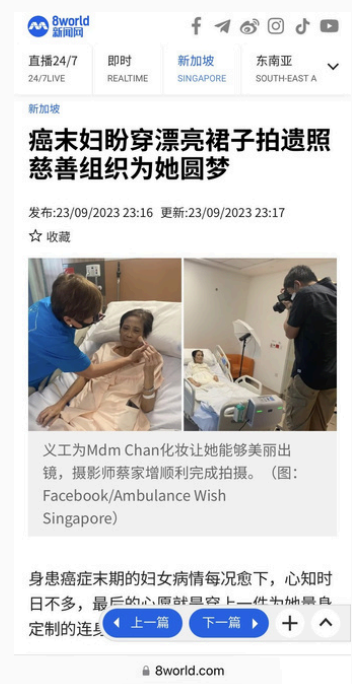 8world
新闻网
直播24/7
24/7LIVE
即时
REALTIME
新加坡
SINGAPORE
东南亚
SOUTH-EAST A
新加坡
癌末妇盼穿漂亮裙子拍遗照
慈善组织为她圆梦
发布:23/09/2023 23:16 更新:23/09/2023 23:17
收藏
义工为Mdm Chan化妆让她能够美丽出
镜，摄影师蔡家增顺利完成拍摄。（图：
Facebook/Ambulance Wish
Singapore）
身患癌症末期的妇女病情每况愈下，心知时
日不多，最后的心愿就是穿上一件为她量身
定制的连身
上一篇
下一篇
8world.com